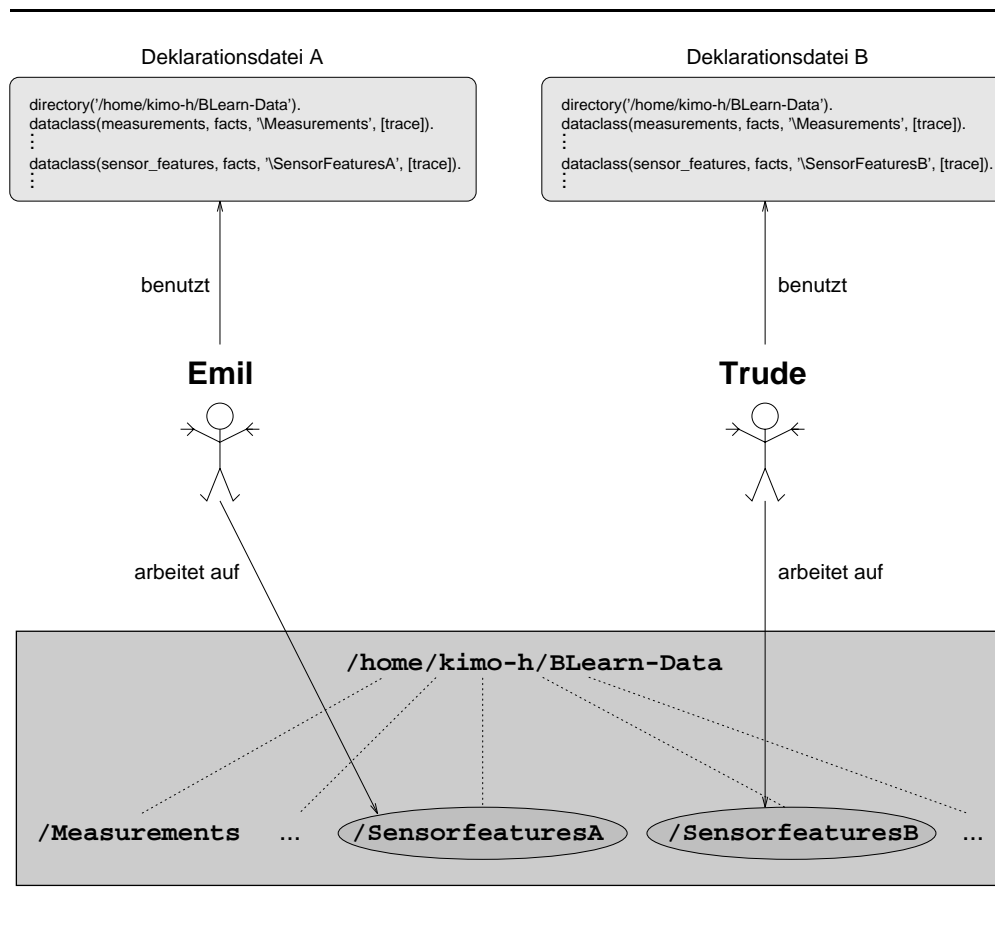 Deklarationsdatei A
directory('/home/kimo-h/BLearn-Data').
dataclass(measurements, facts, '\Measurements', [trace]).
⋮
dataclass(sensor_features, facts, '\SensorFeaturesA', [trace]).
⋮
Deklarationsdatei B
directory('/home/kimo-h/BLearn-Data').
dataclass(measurements, facts, '\Measurements', [trace]).
⋮
dataclass(sensor_features, facts, '\SensorFeaturesB', [trace]).
⋮
benutzt
benutzt
Emil
Trude
arbeitet auf
arbeitet auf
/home/kimo-h/BLearn-Data
/Measurements ... /SensorfeaturesA /SensorfeaturesB ...